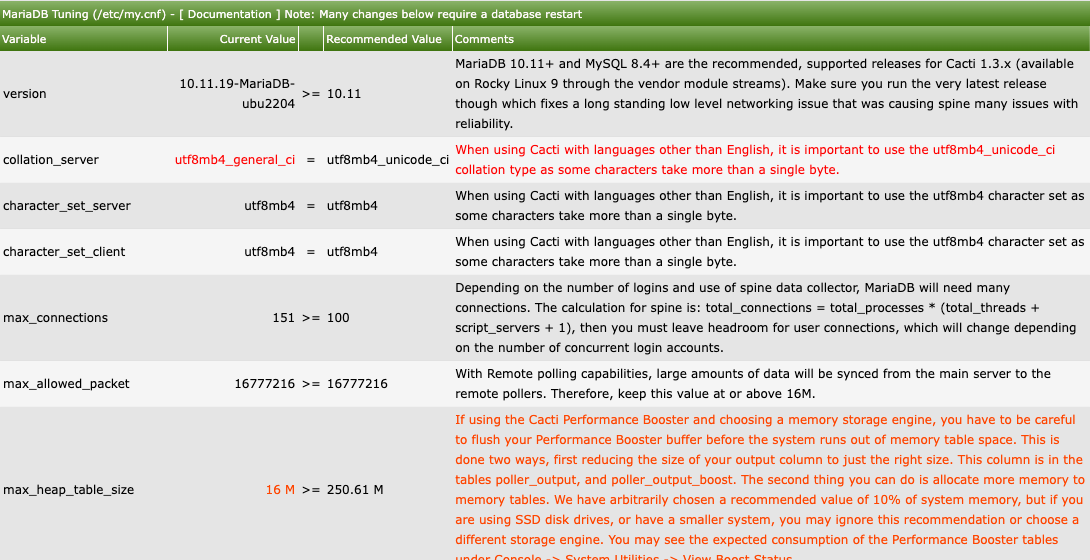 MariaDB Tuning (/etc/my.cnf) - [ Documentation ] Note: Many changes below require a database restart
Variable Current Value Recommended Value Comments
version 10.11.19-MariaDB-ubu2204 >= 10.11
MariaDB 10.11+ and MySQL 8.4+ are the recommended, supported releases for Cacti 1.3.x (available
on Rocky Linux 9 through the vendor module streams). Make sure you run the very latest release
though which fixes a long standing low level networking issue that was causing spine many issues with
reliability.
collation_server utf8mb4_general_ci = utf8mb4_unicode_ci
When using Cacti with languages other than English, it is important to use the utf8mb4_unicode_ci
collation type as some characters take more than a single byte.
character_set_server utf8mb4 = utf8mb4
When using Cacti with languages other than English, it is important to use the utf8mb4 character set as
some characters take more than a single byte.
character_set_client utf8mb4 = utf8mb4
When using Cacti with languages other than English, it is important to use the utf8mb4 character set as
some characters take more than a single byte.
max_connections 151 >= 100
Depending on the number of logins and use of spine data collector, MariaDB will need many
connections. The calculation for spine is: total_connections = total_processes * (total_threads +
script_servers + 1), then you must leave headroom for user connections, which will change depending
on the number of concurrent login accounts.
max_allowed_packet 16777216 >= 16777216
With Remote polling capabilities, large amounts of data will be synced from the main server to the
remote pollers. Therefore, keep this value at or above 16M.
max_heap_table_size 16 M >= 250.61 M
If using the Cacti Performance Booster and choosing a memory storage engine, you have to be careful
to flush your Performance Booster buffer before the system runs out of memory table space. This is
done two ways, first reducing the size of your output column to just the right size. This column is in the
tables poller_output, and poller_output_boost. The second thing you can do is allocate more memory to
memory tables. We have arbitrarily chosen a recommended value of 10% of system memory, but if you
are using SSD disk drives, or have a smaller system, you may ignore this recommendation or choose a
different storage engine. You may see the expected consumption of the Performance Booster tables
under Console -> System Utilities -> View Boost Status.